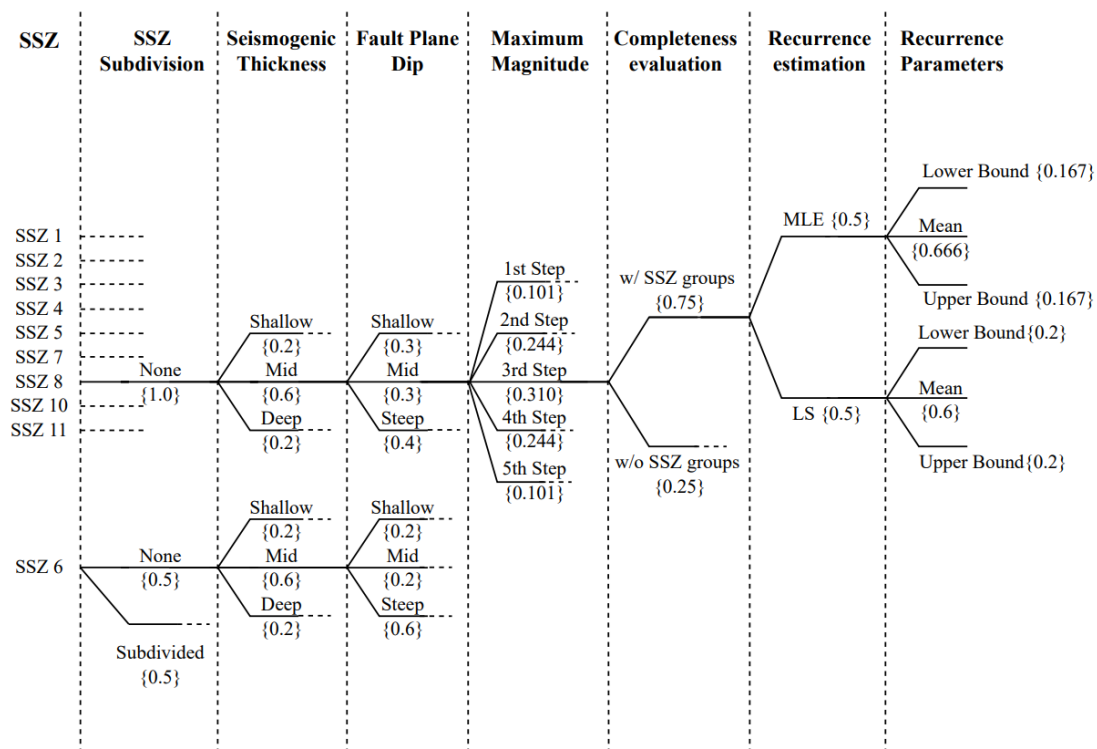 SSZ
SSZ
Subdivision
Seismogenic
Thickness
Fault Plane
Dip
Maximum
Magnitude
Completeness
evaluation
Recurrence
estimation
Recurrence
Parameters
SSZ 1
SSZ 2
SSZ 3
SSZ 4
SSZ 5
SSZ 7
SSZ 8
SSZ 10
SSZ 11
None
{1.0}
Shallow
{0.2}
Mid
{0.6}
Deep
{0.2}
Shallow
{0.3}
Mid
{0.3}
Steep
{0.4}
1st Step
{0.101}
2nd Step
{0.244}
3rd Step
{0.310}
4th Step
{0.244}
5th Step
{0.101}
w/ SSZ groups
{0.75}
w/o SSZ groups
{0.25}
MLE {0.5}
LS {0.5}
Lower Bound {0.167}
Mean
{0.666}
Upper Bound {0.167}
Lower Bound{0.2}
Mean
{0.6}
Upper Bound{0.2}
SSZ 6
None
{0.5}
Subdivided
{0.5}
Shallow
{0.2}
Mid
{0.6}
Deep
{0.2}
Shallow
{0.2}
Mid
{0.2}
Steep
{0.6}